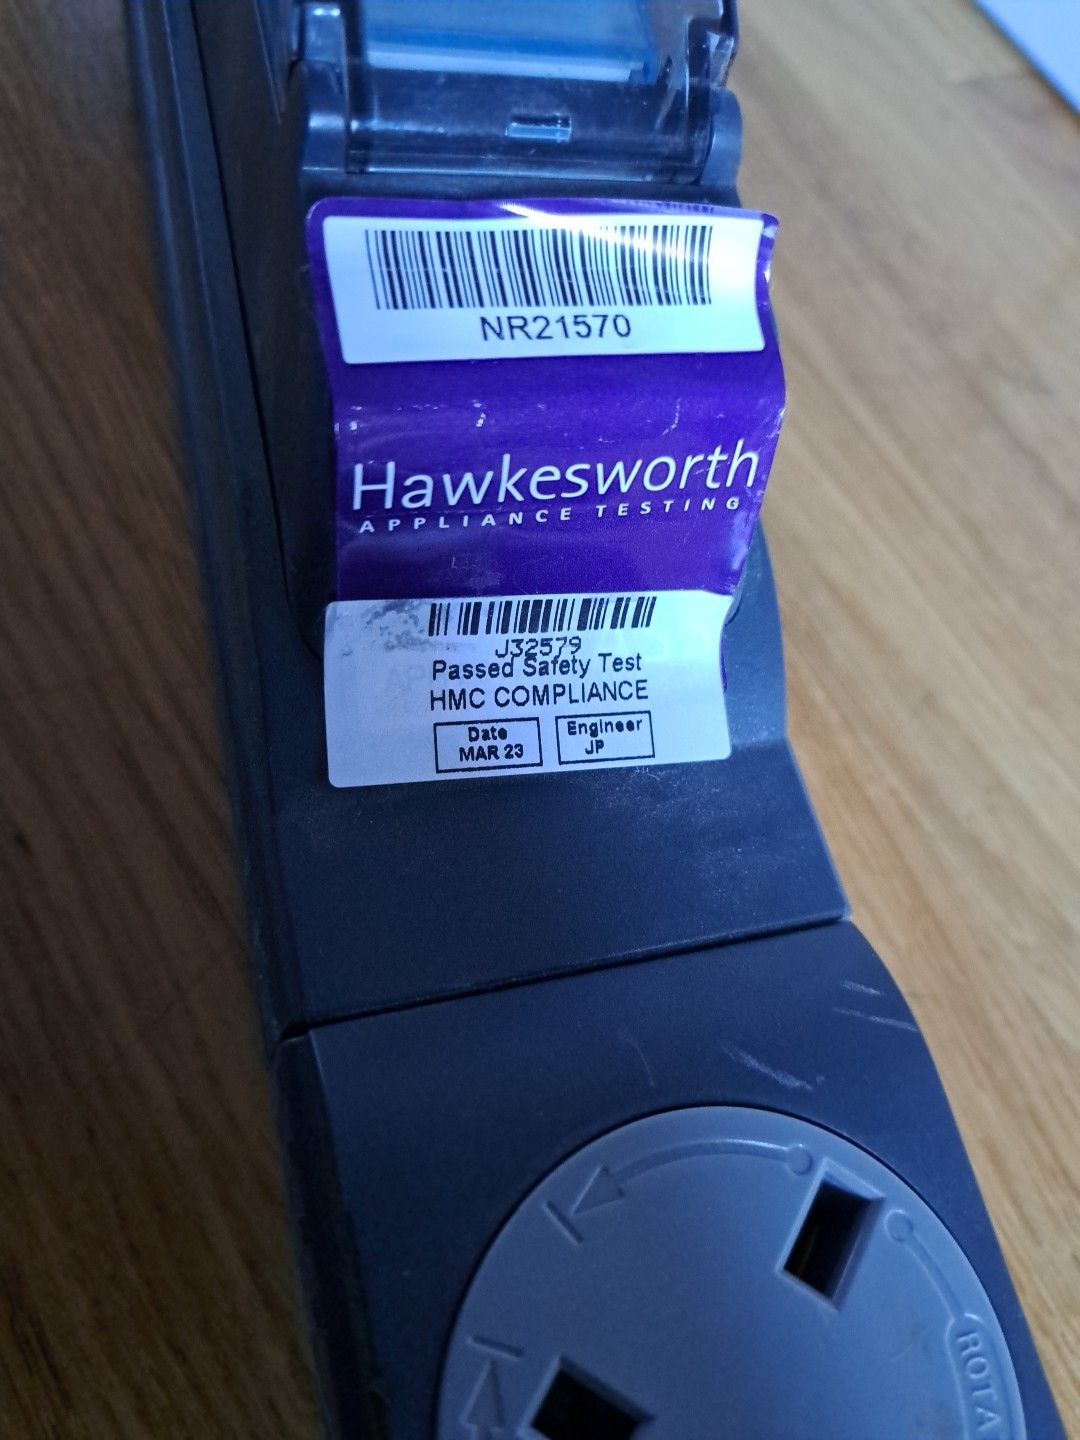 NR21570
Hawkesworth
APPLIANCE TESTING
J32579
Passed Safety Test
HMC COMPLIANCE
Date
MAR 23
Engineer
JP